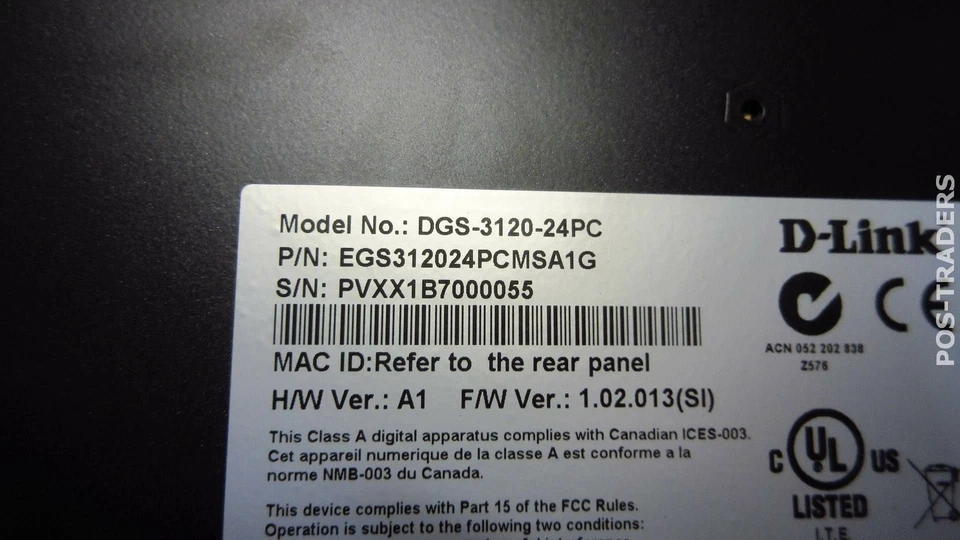 Model No.: DGS-3120-24PC
P/N: EGS312024PCMSA1G
S/N: PVXX1B7000055
MAC ID:Refer to the rear panel
H/W Ver.: A1 F/W Ver.: 1.02.013(SI)
This Class A digital apparatus complies with Canadian ICES-003.
Cet appareil numerique de la classe A est conforme a la
norme NMB-003 du Canada.
This device complies with Part 15 of the FCC Rules.
Operation is subject to the following two conditions:
D-Link
CE
ACN 052 202 838
Z576
C UL US
LISTED
I.T.E.
POS-TRADERS